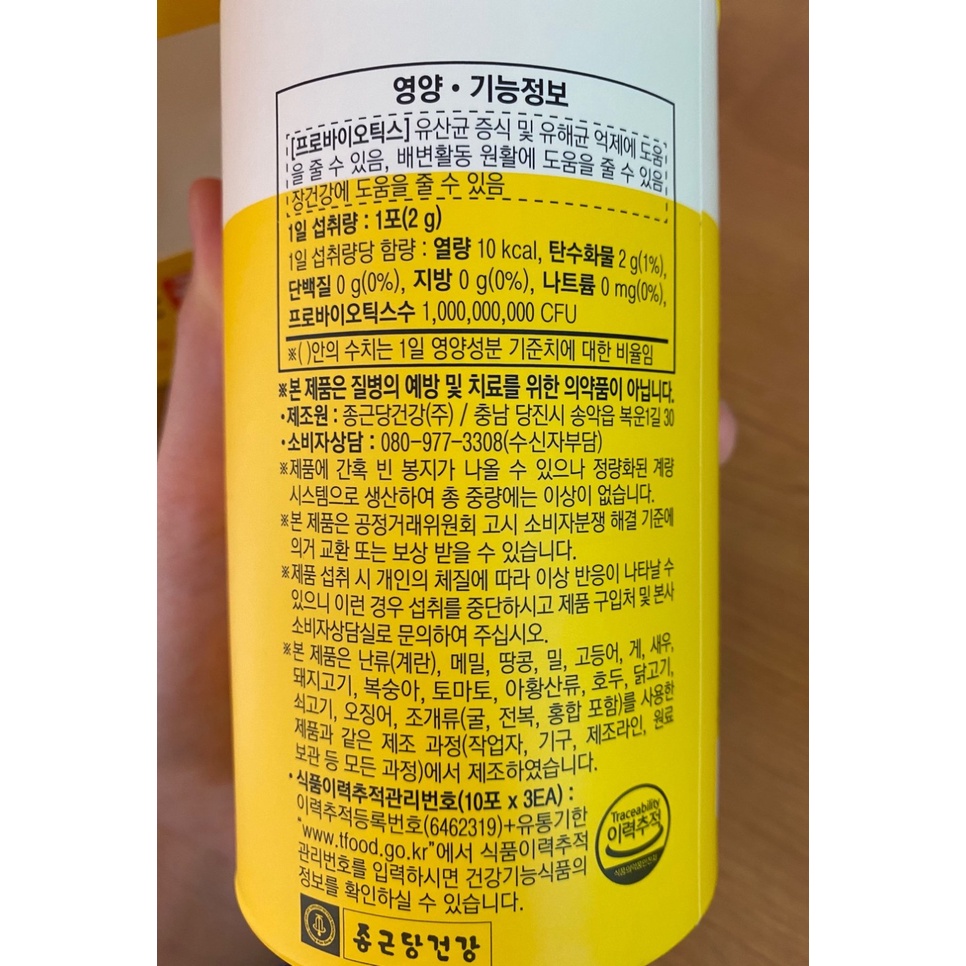 영양・기능정보
[프로바이오틱스] 유산균 증식 및 유해균 억제에 도움
을 줄 수 있음, 배변활동 원활에 도움을 줄 수 있음,
장건강에 도움을 줄 수 있음
1일 섭취량 : 1포(2 g)
1일 섭취량당 함량 : 열량 10 kcal, 탄수화물 2 g(1%),
단백질 0 g(0%), 지방 0 g(0%), 나트륨 0 mg(0%),
프로바이오틱스수 1,000,000,000 CFU
※( )안의 수치는 1일 영양성분 기준치에 대한 비율임
※본 제품은 질병의 예방 및 치료를 위한 의약품이 아닙니다.
・제조원 : 종근당건강(주) / 충남 당진시 송악읍 복운1길 30
・소비자상담 : 080-977-3308(수신자부담)
※제품에 간혹 빈 봉지가 나올 수 있으나 정량화된 계량
시스템으로 생산하여 총 중량에는 이상이 없습니다.
※본 제품은 공정거래위원회 고시 소비자분쟁 해결 기준에
의거 교환 또는 보상 받을 수 있습니다.
※제품 섭취 시 개인의 체질에 따라 이상 반응이 나타날 수
있으니 이런 경우 섭취를 중단하시고 제품 구입처 및 본사
소비자상담실로 문의하여 주십시오.
※본 제품은 난류(계란), 메밀, 땅콩, 밀, 고등어, 게, 새우,
돼지고기, 복숭아, 토마토, 아황산류, 호두, 닭고기,
쇠고기, 오징어, 조개류(굴, 전복, 홍합 포함)를 사용한
제품과 같은 제조 과정(작업자, 기구, 제조라인, 원료
보관 등 모든 과정)에서 제조하였습니다.
・식품이력추적관리번호(10포 x 3EA) :
이력추적등록번호(6462319)+유통기한
"www.tfood.go.kr"에서 식품이력추적
관리번호를 입력하시면 건강기능식품의
정보를 확인하실 수 있습니다.
Traceability
이력추적
종근당건강